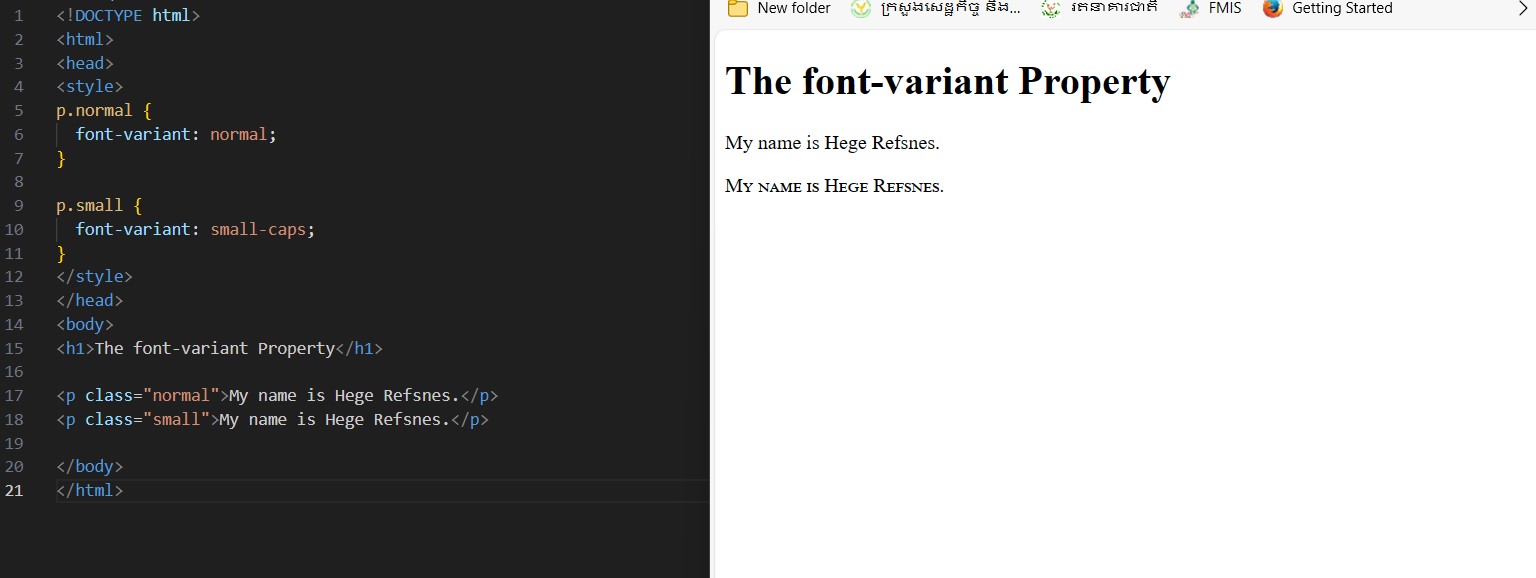 1 <!DOCTYPE html>
2 <html>
3 <head>
4 <style>
5 p.normal {
6   font-variant: normal;
7 }
8
9 p.small {
10   font-variant: small-caps;
11 }
12 </style>
13 </head>
14 <body>
15 <h1>The font-variant Property</h1>
16
17 <p class="normal">My name is Hege Refsnes.</p>
18 <p class="small">My name is Hege Refsnes.</p>
19
20 </body>
21 </html>
New folder ក្រសួងសេដ្ឋកិច្ច និង... រតនាគារជាតិ FMIS Getting Started
The font-variant Property
My name is Hege Refsnes.
My name is Hege Refsnes.